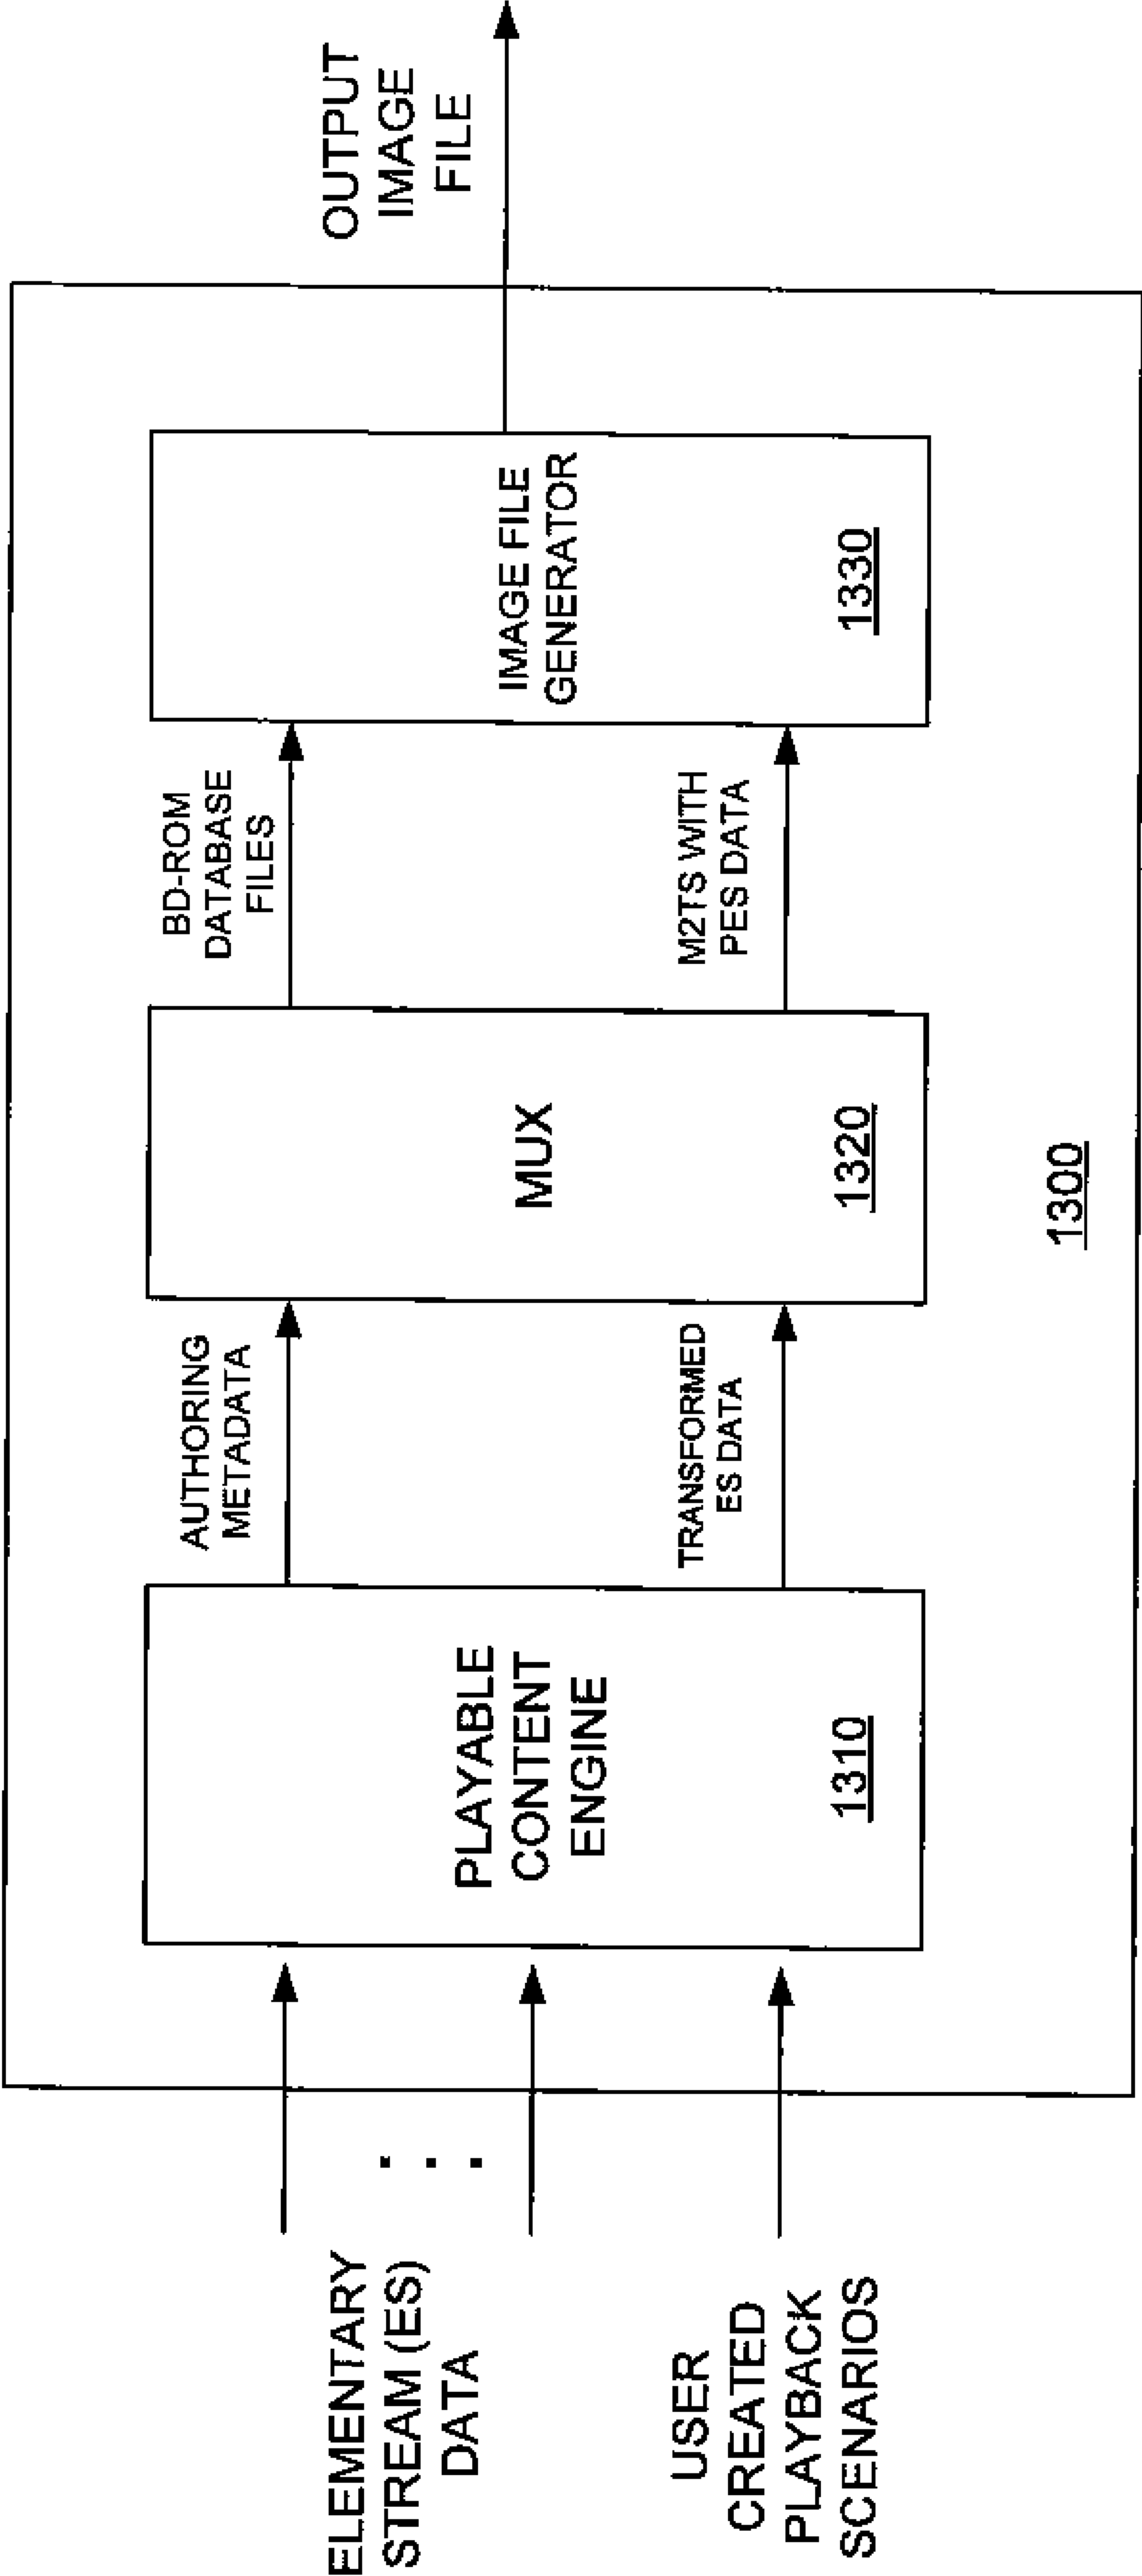 ELEMENTARY
STREAM (ES)
DATA
. . .
USER
CREATED
PLAYBACK
SCENARIOS
PLAYABLE
CONTENT
ENGINE
1310
AUTHORING
METADATA
TRANSFORMED
ES DATA
MUX
1320
BD-ROM
DATABASE
FILES
M2TS WITH
PES DATA
IMAGE FILE
GENERATOR
1330
OUTPUT
IMAGE
FILE
1300